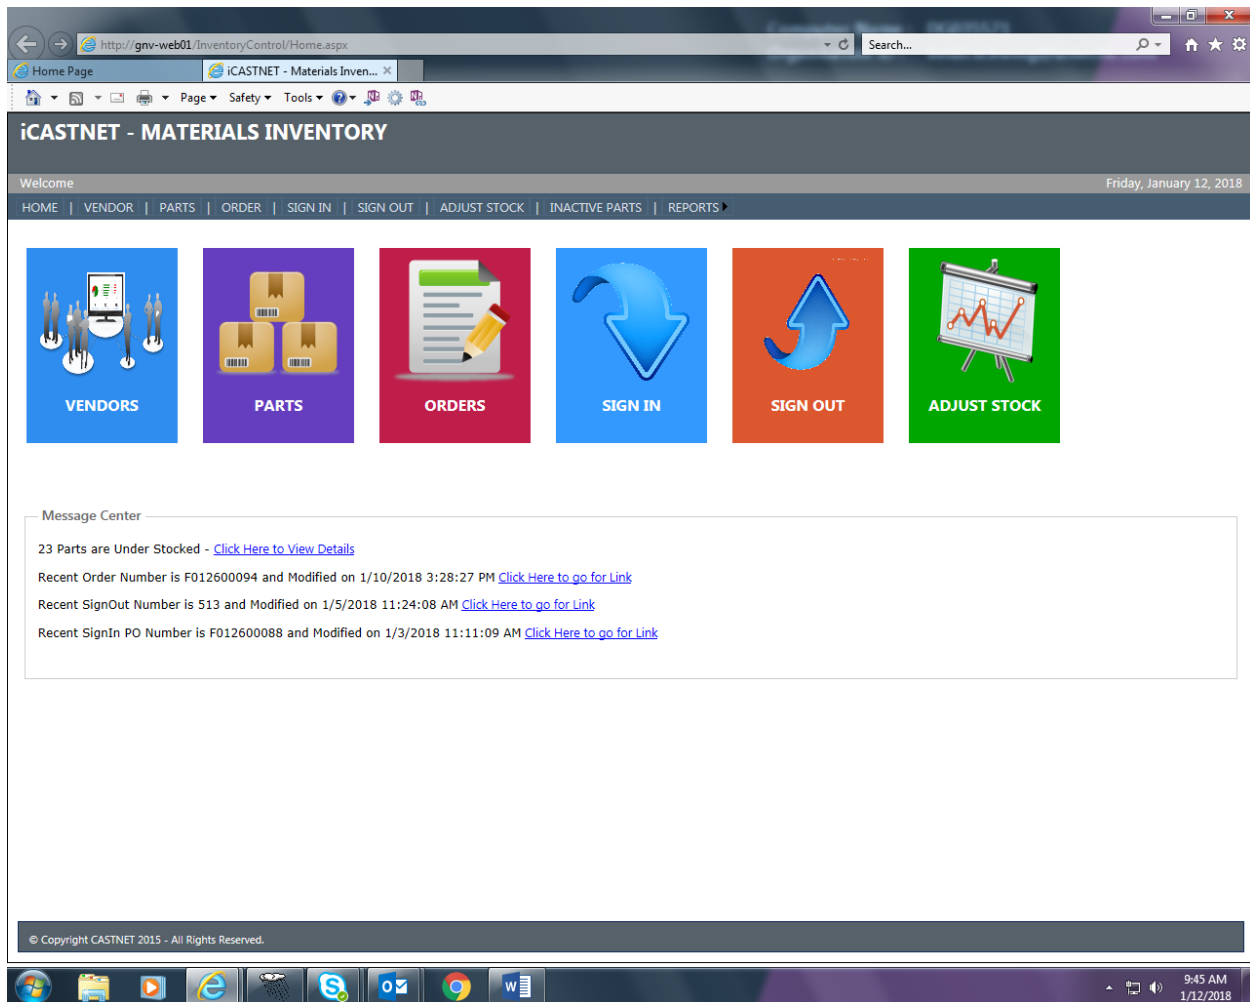 http://gnv-web01/InventoryControl/Home.aspx
Search...
Home Page
iCASTNET - Materials Inven...
Page Safety Tools
iCASTNET - MATERIALS INVENTORY
Welcome Friday, January 12, 2018
HOME | VENDOR | PARTS | ORDER | SIGN IN | SIGN OUT | ADJUST STOCK | INACTIVE PARTS | REPORTS
VENDORS PARTS ORDERS SIGN IN SIGN OUT ADJUST STOCK
Message Center
23 Parts are Under Stocked - Click Here to View Details
Recent Order Number is F012600094 and Modified on 1/10/2018 3:28:27 PM Click Here to go for Link
Recent SignOut Number is 513 and Modified on 1/5/2018 11:24:08 AM Click Here to go for Link
Recent SignIn PO Number is F012600088 and Modified on 1/3/2018 11:11:09 AM Click Here to go for Link
© Copyright CASTNET 2015 - All Rights Reserved.
9:45 AM
1/12/2018